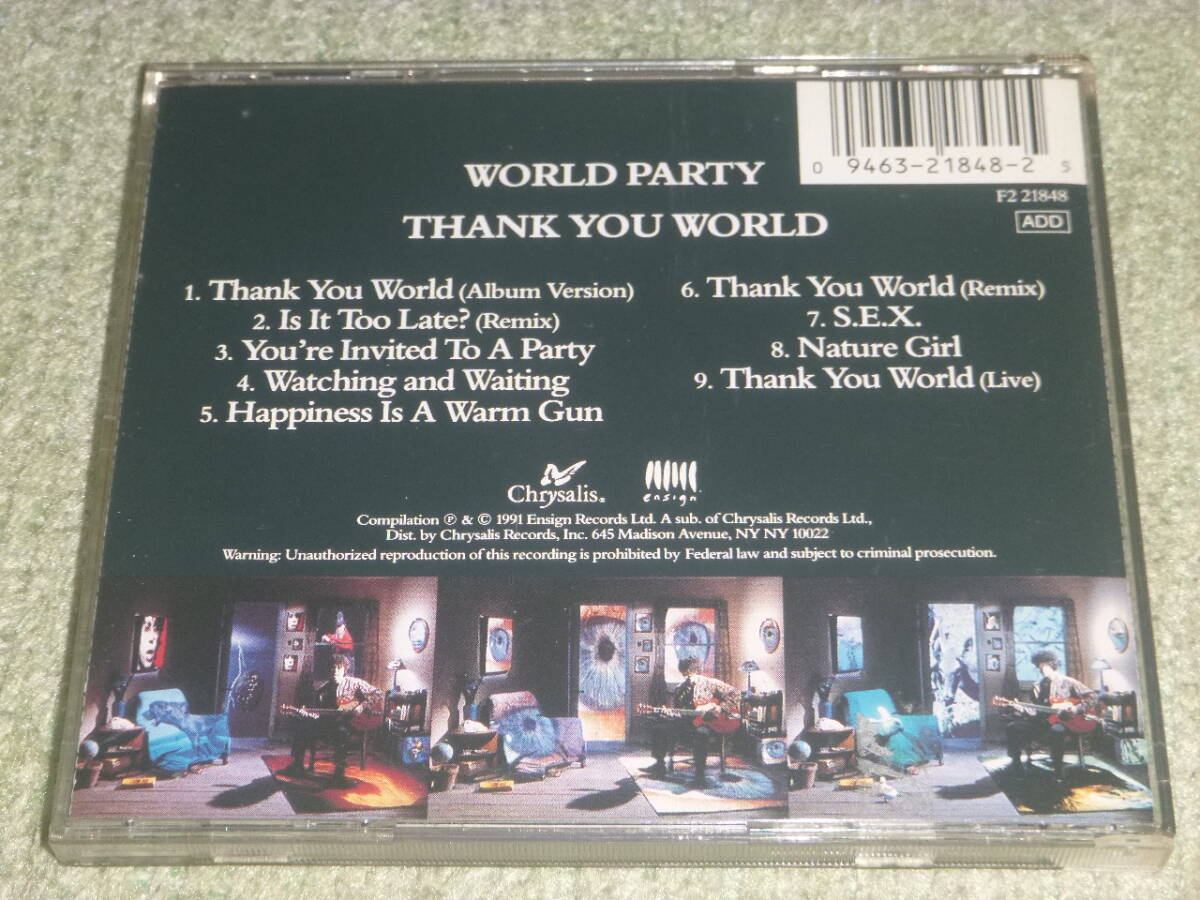 0 9463-21848-2 5
F2 21848
ADD
WORLD PARTY
THANK YOU WORLD
1. Thank You World (Album Version)
2. Is It Too Late? (Remix)
3. You're Invited To A Party
4. Watching and Waiting
5. Happiness Is A Warm Gun
6. Thank You World (Remix)
7. S.E.X.
8. Nature Girl
9. Thank You World (Live)
Chrysalis.
ensign
Compilation ℗ & © 1991 Ensign Records Ltd. A sub. of Chrysalis Records Ltd.,
Dist. by Chrysalis Records, Inc. 645 Madison Avenue, NY NY 10022
Warning: Unauthorized reproduction of this recording is prohibited by Federal law and subject to criminal prosecution.